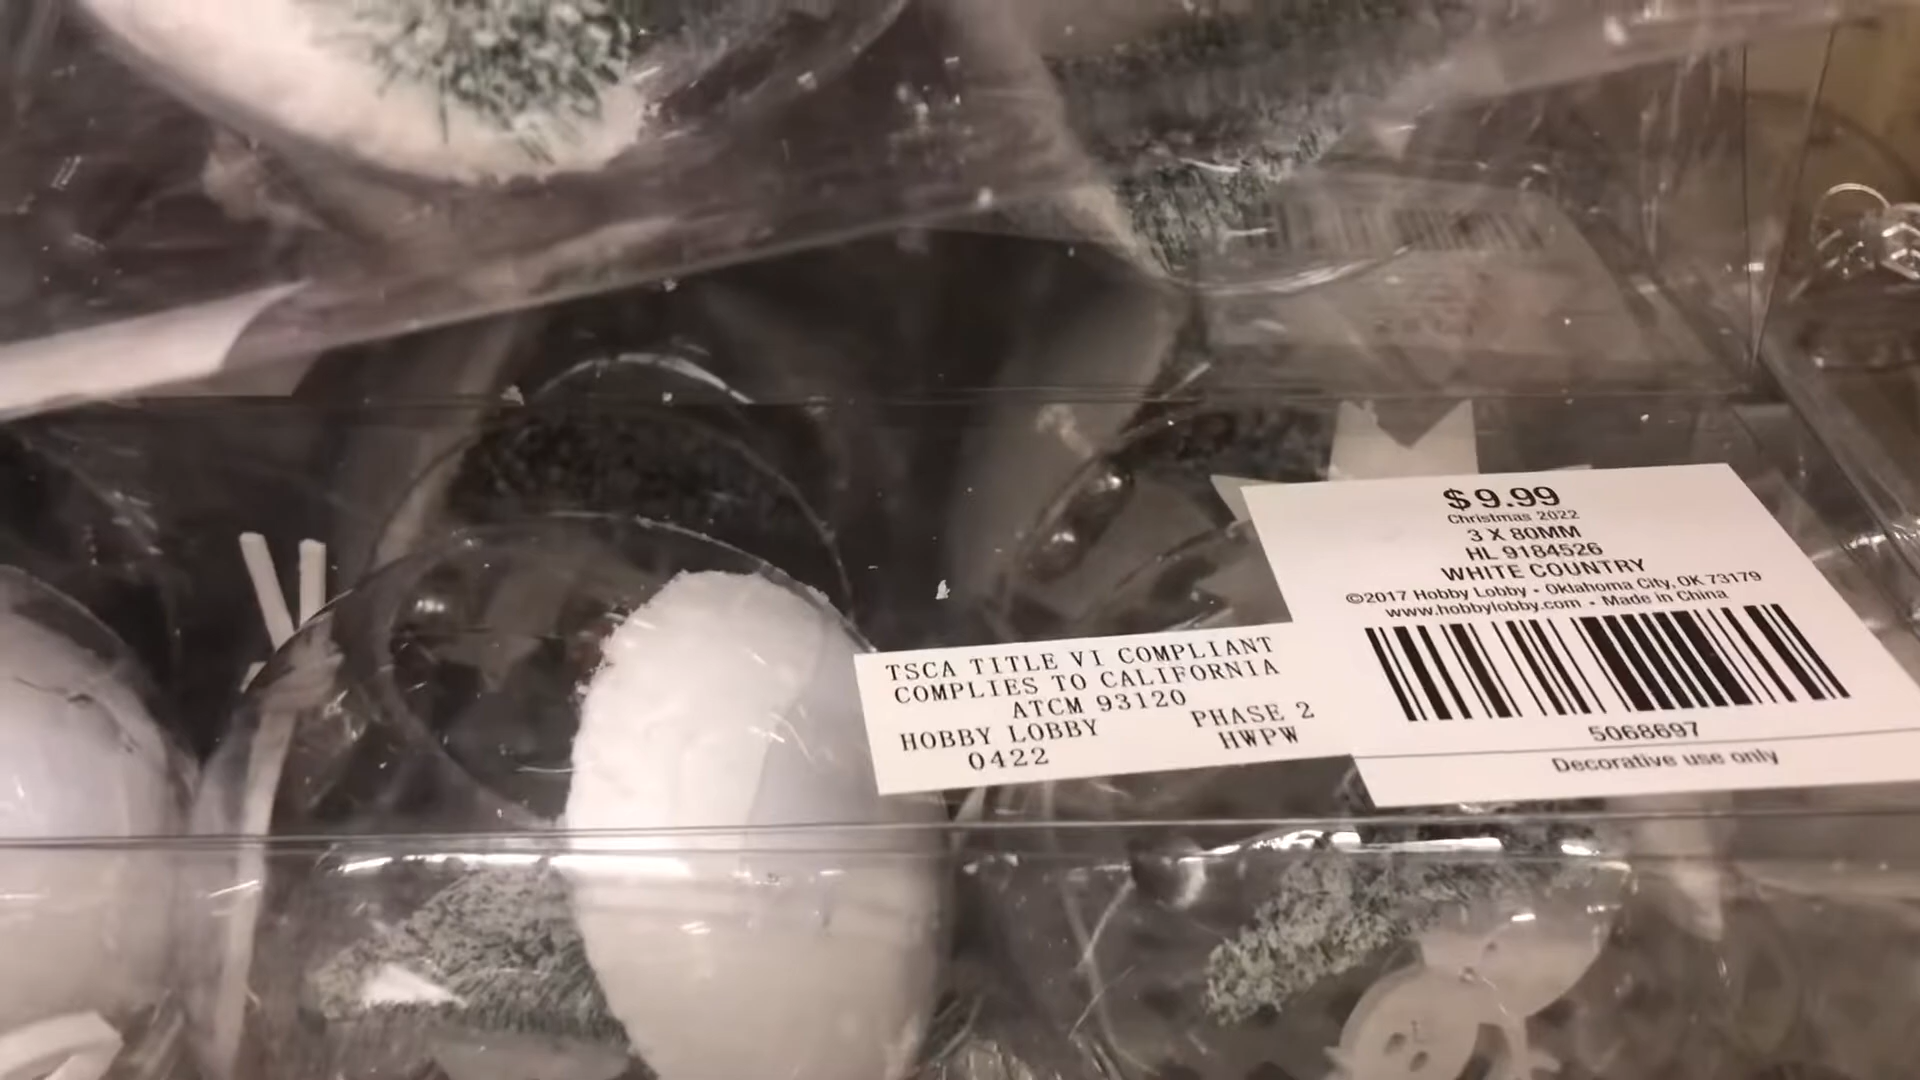 $9.99
Christmas 2022
3 X 80MM
HL 9184526
WHITE COUNTRY
©2017 Hobby Lobby • Oklahoma City, OK 73179
www.hobbylobby.com • Made in China
5068697
Decorative use only
TSCA TITLE VI COMPLIANT
COMPLIES TO CALIFORNIA
ATCM 93120
HOBBY LOBBY PHASE 2
0422 HWPW